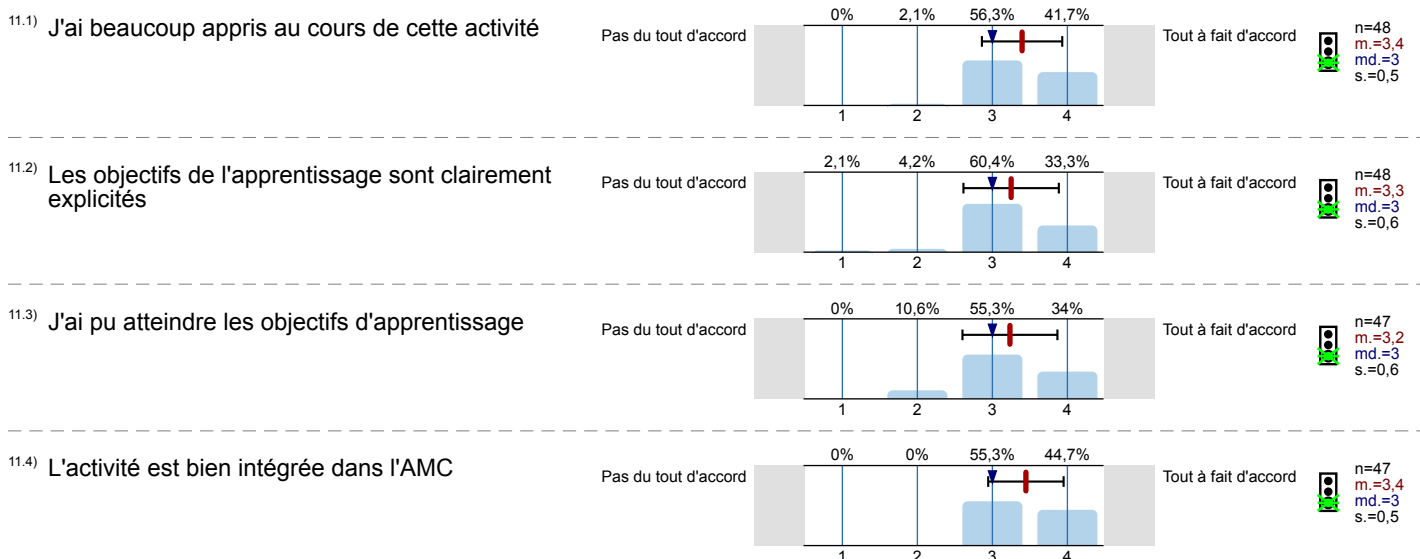 11.1) J'ai beaucoup appris au cours de cette activité
Pas du tout d'accord
0% 2,1% 56,3% 41,7%
1 2 3 4
Tout à fait d'accord
n=48
m.=3,4
md.=3
s.=0,5
11.2) Les objectifs de l'apprentissage sont clairement
explicités
Pas du tout d'accord
2,1% 4,2% 60,4% 33,3%
1 2 3 4
Tout à fait d'accord
n=48
m.=3,3
md.=3
s.=0,6
11.3) J'ai pu atteindre les objectifs d'apprentissage
Pas du tout d'accord
0% 10,6% 55,3% 34%
1 2 3 4
Tout à fait d'accord
n=47
m.=3,2
md.=3
s.=0,6
11.4) L'activité est bien intégrée dans l'AMC
Pas du tout d'accord
0% 0% 55,3% 44,7%
1 2 3 4
Tout à fait d'accord
n=47
m.=3,4
md.=3
s.=0,5